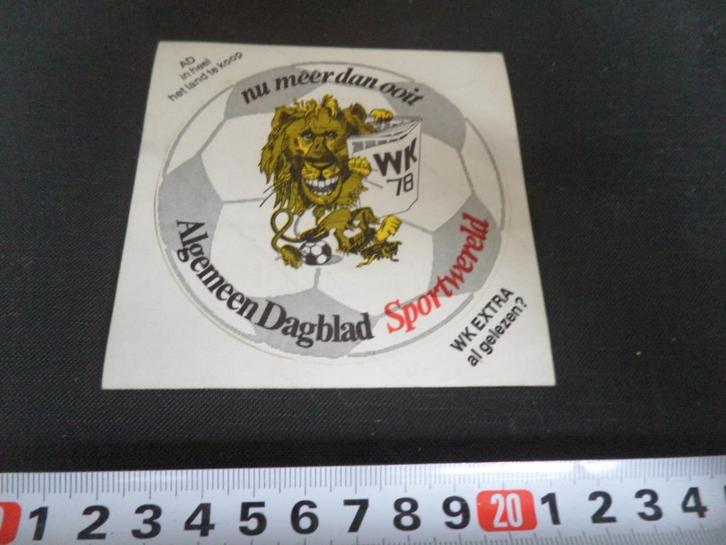 AD
in heel
het land te koop
nu meer dan ooit
WK
78
Algemeen Dagblad Sportwereld
WK EXTRA
al gelezen?
1 2 3 4 5 6 7 8 9 20 1 2 3 4